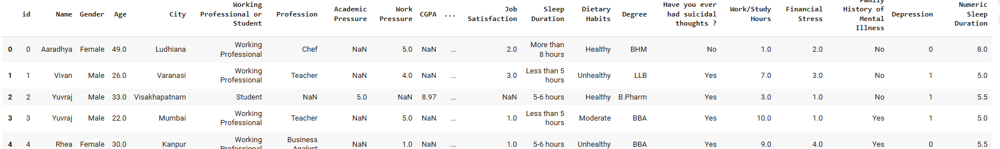 id Name Gender Age City Working Professional or Student Profession Academic Pressure Work Pressure CGPA ... Job Satisfaction Sleep Duration Dietary Habits Degree Have you ever had suicidal thoughts ? Work/Study Hours Financial Stress Family History of Mental Illness Depression Numeric Sleep Duration
0 0 Aaradhya Female 49.0 Ludhiana Working Professional Chef NaN 5.0 NaN ... 2.0 More than 8 hours Healthy BHM No 1.0 2.0 No 0 8.0
1 1 Vivan Male 26.0 Varanasi Working Professional Teacher NaN 4.0 NaN ... 3.0 Less than 5 hours Unhealthy LLB Yes 7.0 3.0 No 1 5.0
2 2 Yuvraj Male 33.0 Visakhapatnam Student NaN 5.0 NaN 8.97 ... NaN 5-6 hours Healthy B.Pharm Yes 3.0 1.0 No 1 5.5
3 3 Yuvraj Male 22.0 Mumbai Working Professional Teacher NaN 5.0 NaN ... 1.0 Less than 5 hours Moderate BBA Yes 10.0 1.0 Yes 1 5.0
4 4 Rhea Female 30.0 Kanpur Working Professional Business Analyst NaN 1.0 NaN ... 1.0 5-6 hours Unhealthy BBA Yes 9.0 4.0 Yes 0 5.5